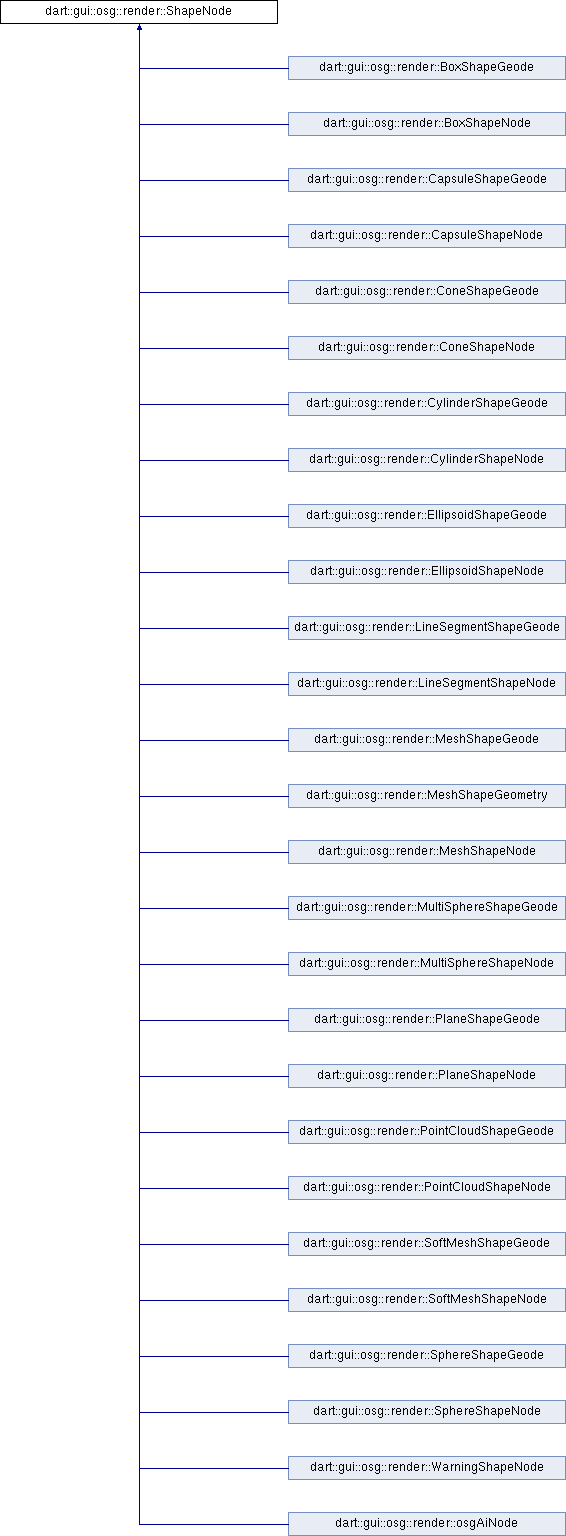 dart::gui::osg::render::ShapeNode
dart::gui::osg::render::BoxShapeGeode
dart::gui::osg::render::BoxShapeNode
dart::gui::osg::render::CapsuleShapeGeode
dart::gui::osg::render::CapsuleShapeNode
dart::gui::osg::render::ConeShapeGeode
dart::gui::osg::render::ConeShapeNode
dart::gui::osg::render::CylinderShapeGeode
dart::gui::osg::render::CylinderShapeNode
dart::gui::osg::render::EllipsoidShapeGeode
dart::gui::osg::render::EllipsoidShapeNode
dart::gui::osg::render::LineSegmentShapeGeode
dart::gui::osg::render::LineSegmentShapeNode
dart::gui::osg::render::MeshShapeGeode
dart::gui::osg::render::MeshShapeGeometry
dart::gui::osg::render::MeshShapeNode
dart::gui::osg::render::MultiSphereShapeGeode
dart::gui::osg::render::MultiSphereShapeNode
dart::gui::osg::render::PlaneShapeGeode
dart::gui::osg::render::PlaneShapeNode
dart::gui::osg::render::PointCloudShapeGeode
dart::gui::osg::render::PointCloudShapeNode
dart::gui::osg::render::SoftMeshShapeGeode
dart::gui::osg::render::SoftMeshShapeNode
dart::gui::osg::render::SphereShapeGeode
dart::gui::osg::render::SphereShapeNode
dart::gui::osg::render::WarningShapeNode
dart::gui::osg::render::osgAiNode